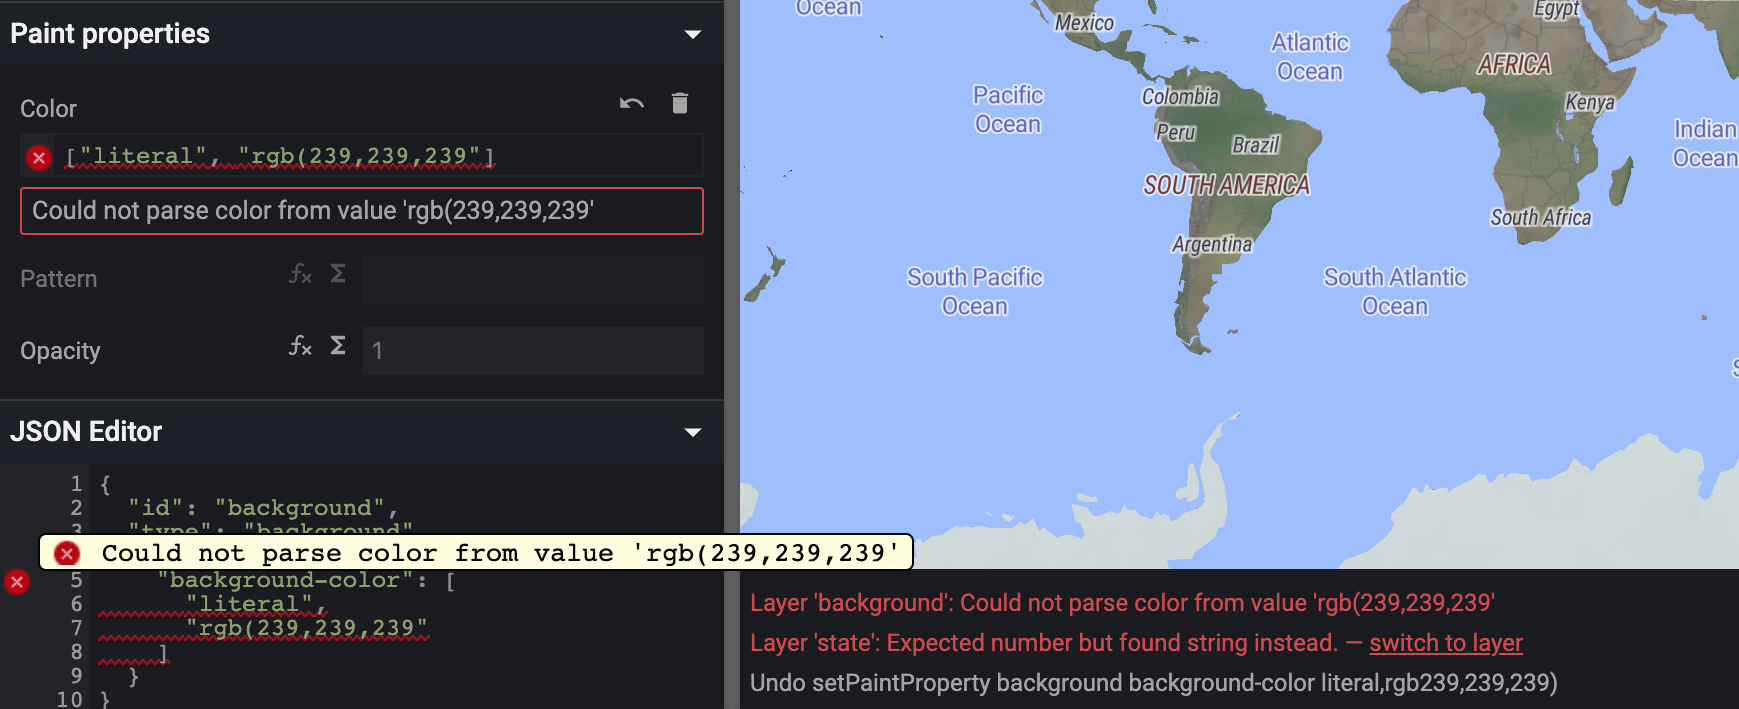 Paint properties
Color
["literal", "rgb(239,239,239"]
Could not parse color from value 'rgb(239,239,239'
Pattern
fx Σ
Opacity
fx Σ 1
JSON Editor
1 {
2 "id": "background",
3 "type": "background"
Could not parse color from value 'rgb(239,239,239'
5 "background-color": [
6 "literal",
7 "rgb(239,239,239"
8 ]
9 }
10 }
Ocean
Mexico
Egypt
Atlantic
Ocean
AFRICA
Pacific
Ocean
Colombia
Kenya
Peru
Brazil
Indian
Ocean
SOUTH AMERICA
South Africa
Argentina
South Pacific
Ocean
South Atlantic
Ocean
S
Layer 'background': Could not parse color from value 'rgb(239,239,239'
Layer 'state': Expected number but found string instead. — switch to layer
Undo setPaintProperty background background-color literal,rgb239,239,239)